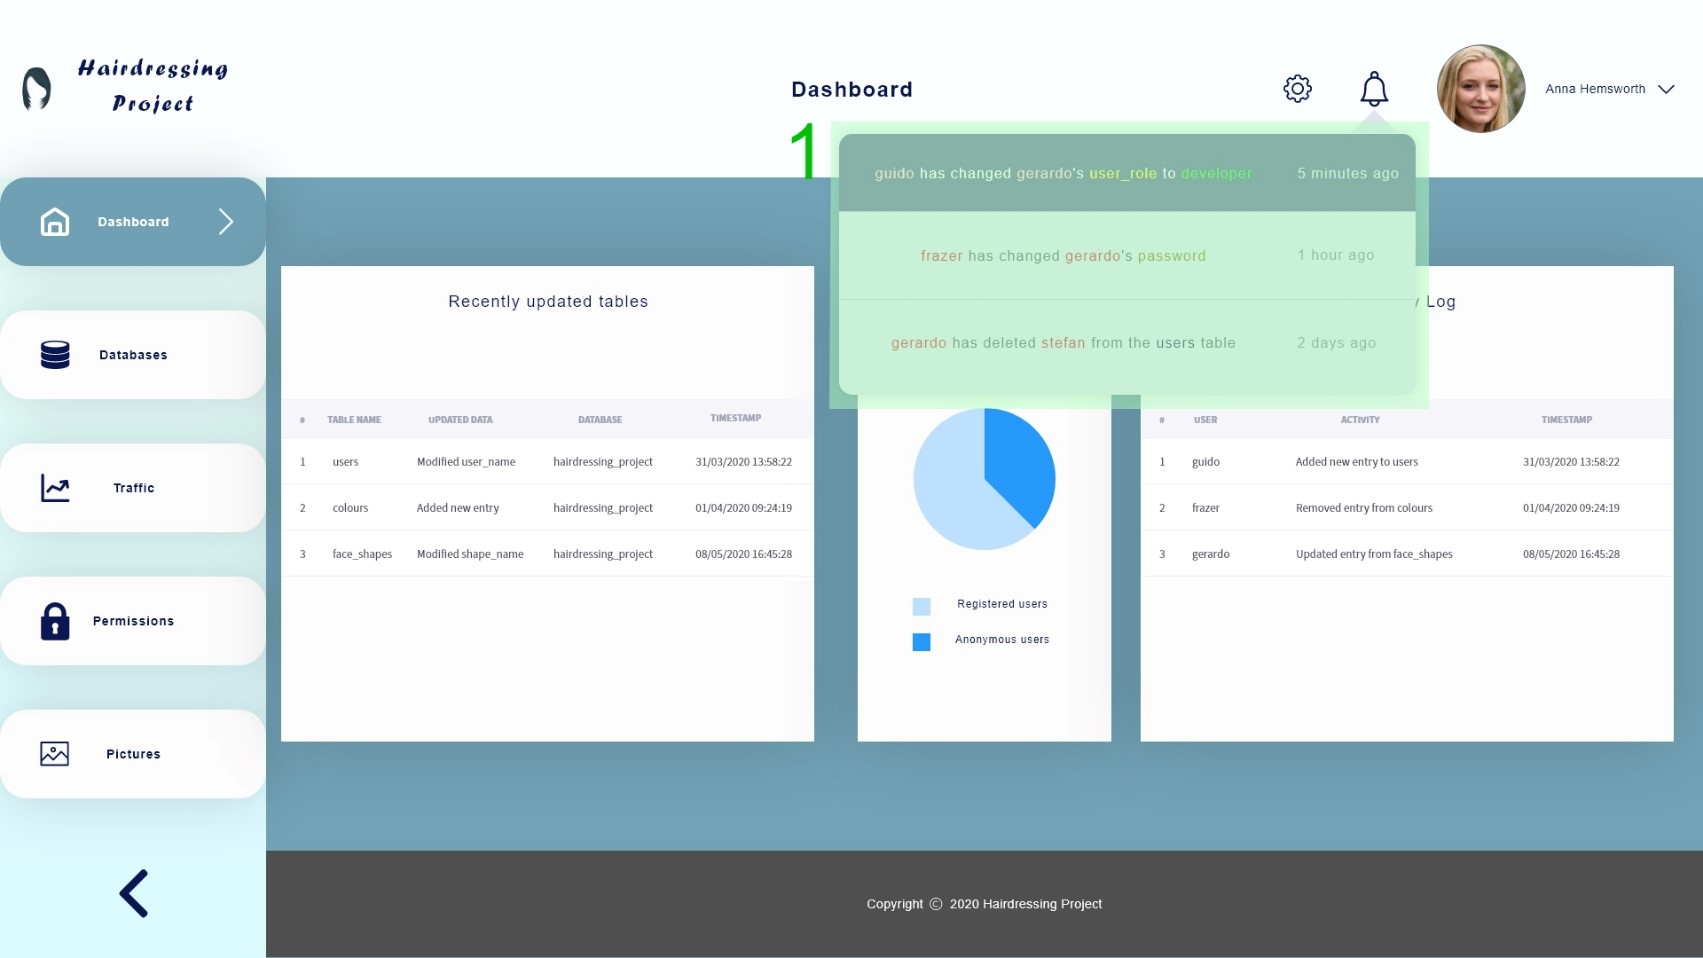 Hairdressing
Project
Dashboard
Anna Hemsworth
1
guido has changed gerardo's user_role to developer 5 minutes ago
frazer has changed gerardo's password 1 hour ago
gerardo has deleted stefan from the users table 2 days ago
Dashboard
Databases
Traffic
Permissions
Pictures
Recently updated tables
# TABLE NAME UPDATED DATA DATABASE TIMESTAMP
1 users Modified user_name hairdressing_project 31/03/2020 13:58:22
2 colours Added new entry hairdressing_project 01/04/2020 09:24:19
3 face_shapes Modified shape_name hairdressing_project 08/05/2020 16:45:28
Registered users
Anonymous users
Log
# USER ACTIVITY TIMESTAMP
1 guido Added new entry to users 31/03/2020 13:58:22
2 frazer Removed entry from colours 01/04/2020 09:24:19
3 gerardo Updated entry from face_shapes 08/05/2020 16:45:28
Copyright © 2020 Hairdressing Project